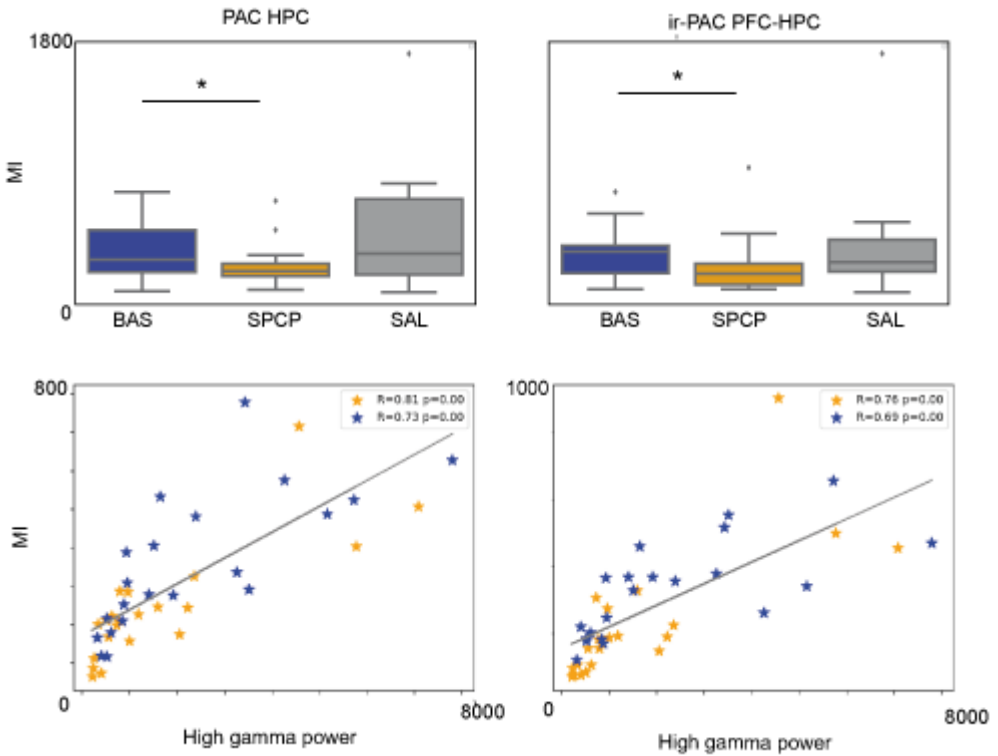 PAC HPC
ir-PAC PFC-HPC
1800
*
*
MI
0
BAS SPCP SAL
BAS SPCP SAL
800
R=0.81 p=0.00
R=0.73 p=0.00
1000
R=0.76 p=0.00
R=0.69 p=0.00
MI
0
8000
0
8000
High gamma power
High gamma power